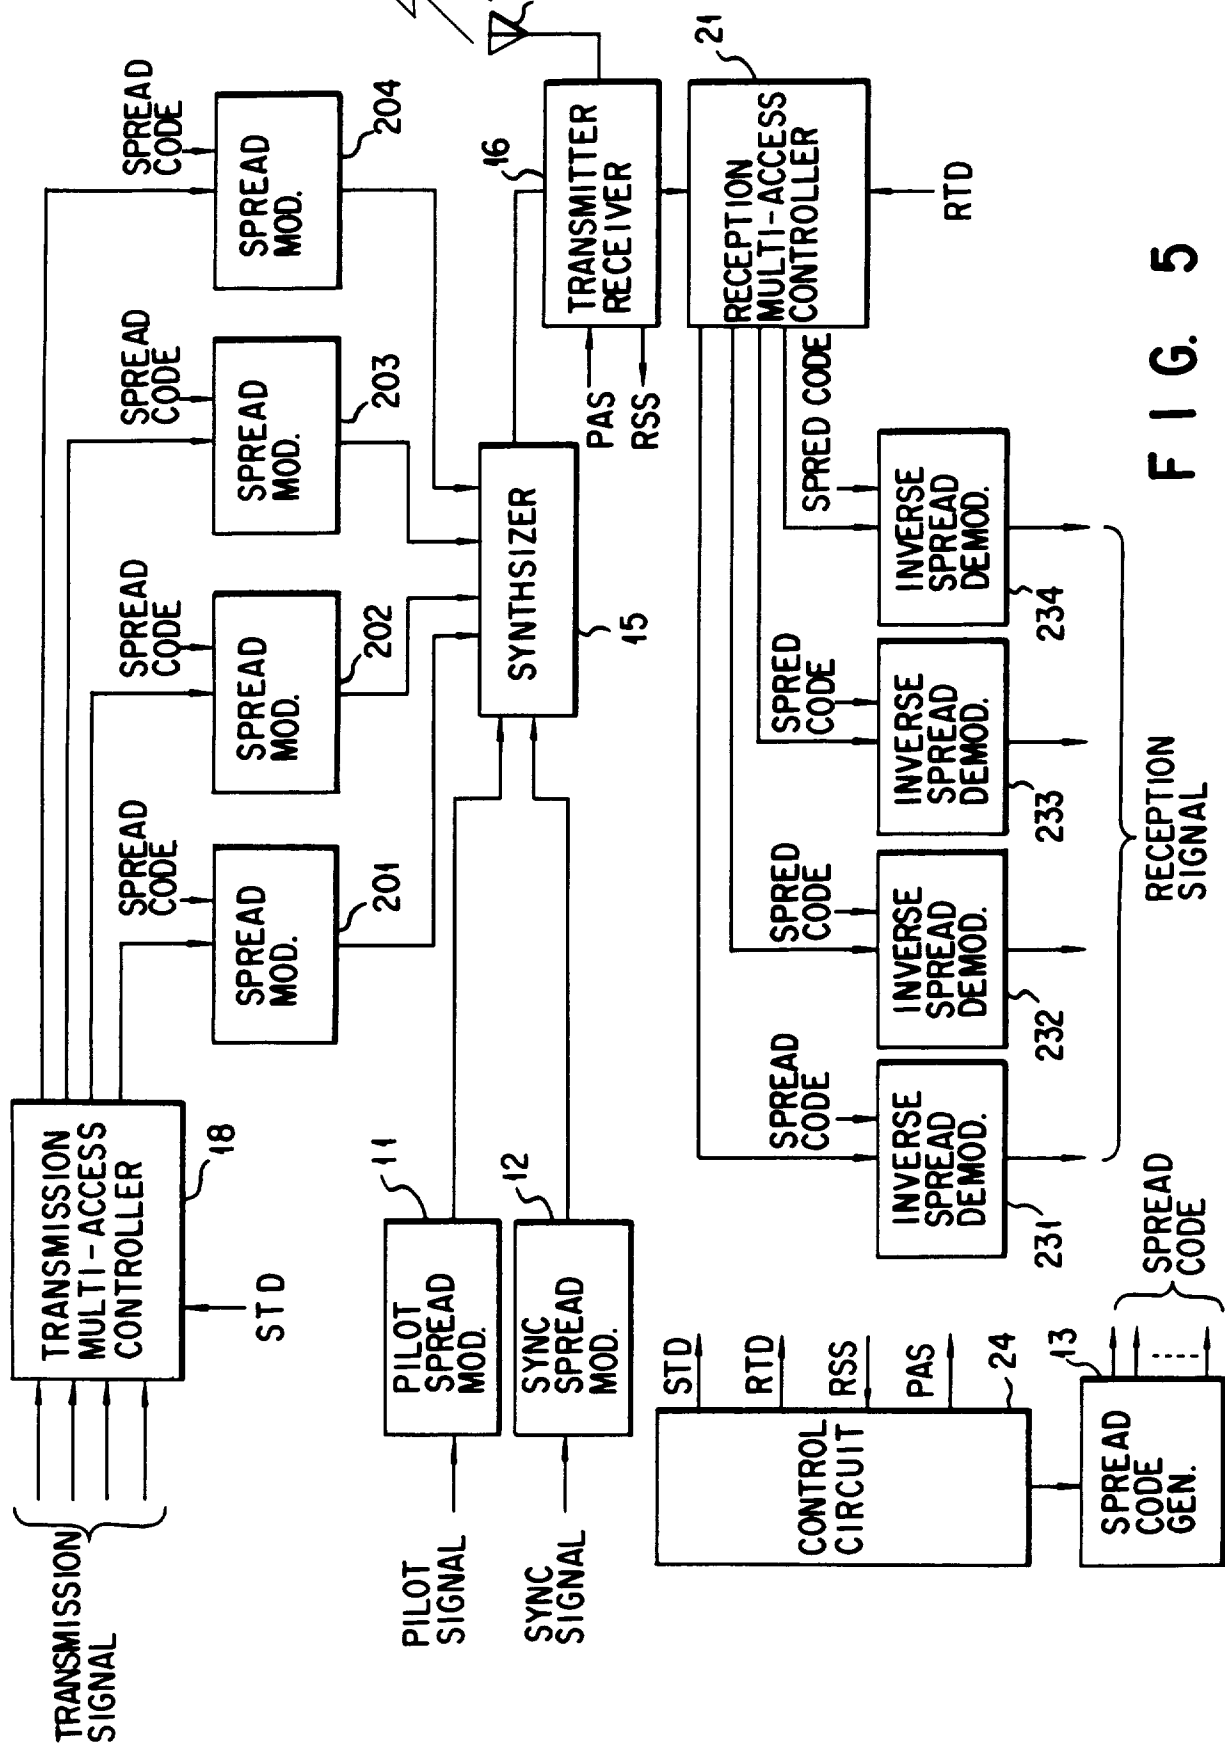 TRANSMISSION
SIGNAL
TRANSMISSION
MULTI-ACCESS
CONTROLLER
18
STD
SPREAD
CODE
SPREAD
MOD.
201
SPREAD
CODE
SPREAD
MOD.
202
SPREAD
CODE
SPREAD
MOD.
203
SPREAD
CODE
SPREAD
MOD.
204
PILOT
SIGNAL
PILOT
SPREAD
MOD.
11
SYNC
SIGNAL
SYNC
SPREAD
MOD.
12
SYNTHSIZER
15
TRANSMITTER
RECEIVER
16
PAS
RSS
RECEPTION
MULTI-ACCESS
CONTROLLER
21
RTD
CONTROL
CIRCUIT
24
STD
RTD
RSS
PAS
SPREAD
CODE
GEN.
13
SPREAD
CODE
SPREAD
CODE
INVERSE
SPREAD
DEMOD.
231
SPRED
CODE
INVERSE
SPREAD
DEMOD.
232
SPRED
CODE
INVERSE
SPREAD
DEMOD.
233
SPRED CODE
INVERSE
SPREAD
DEMOD.
234
RECEPTION
SIGNAL
FIG. 5